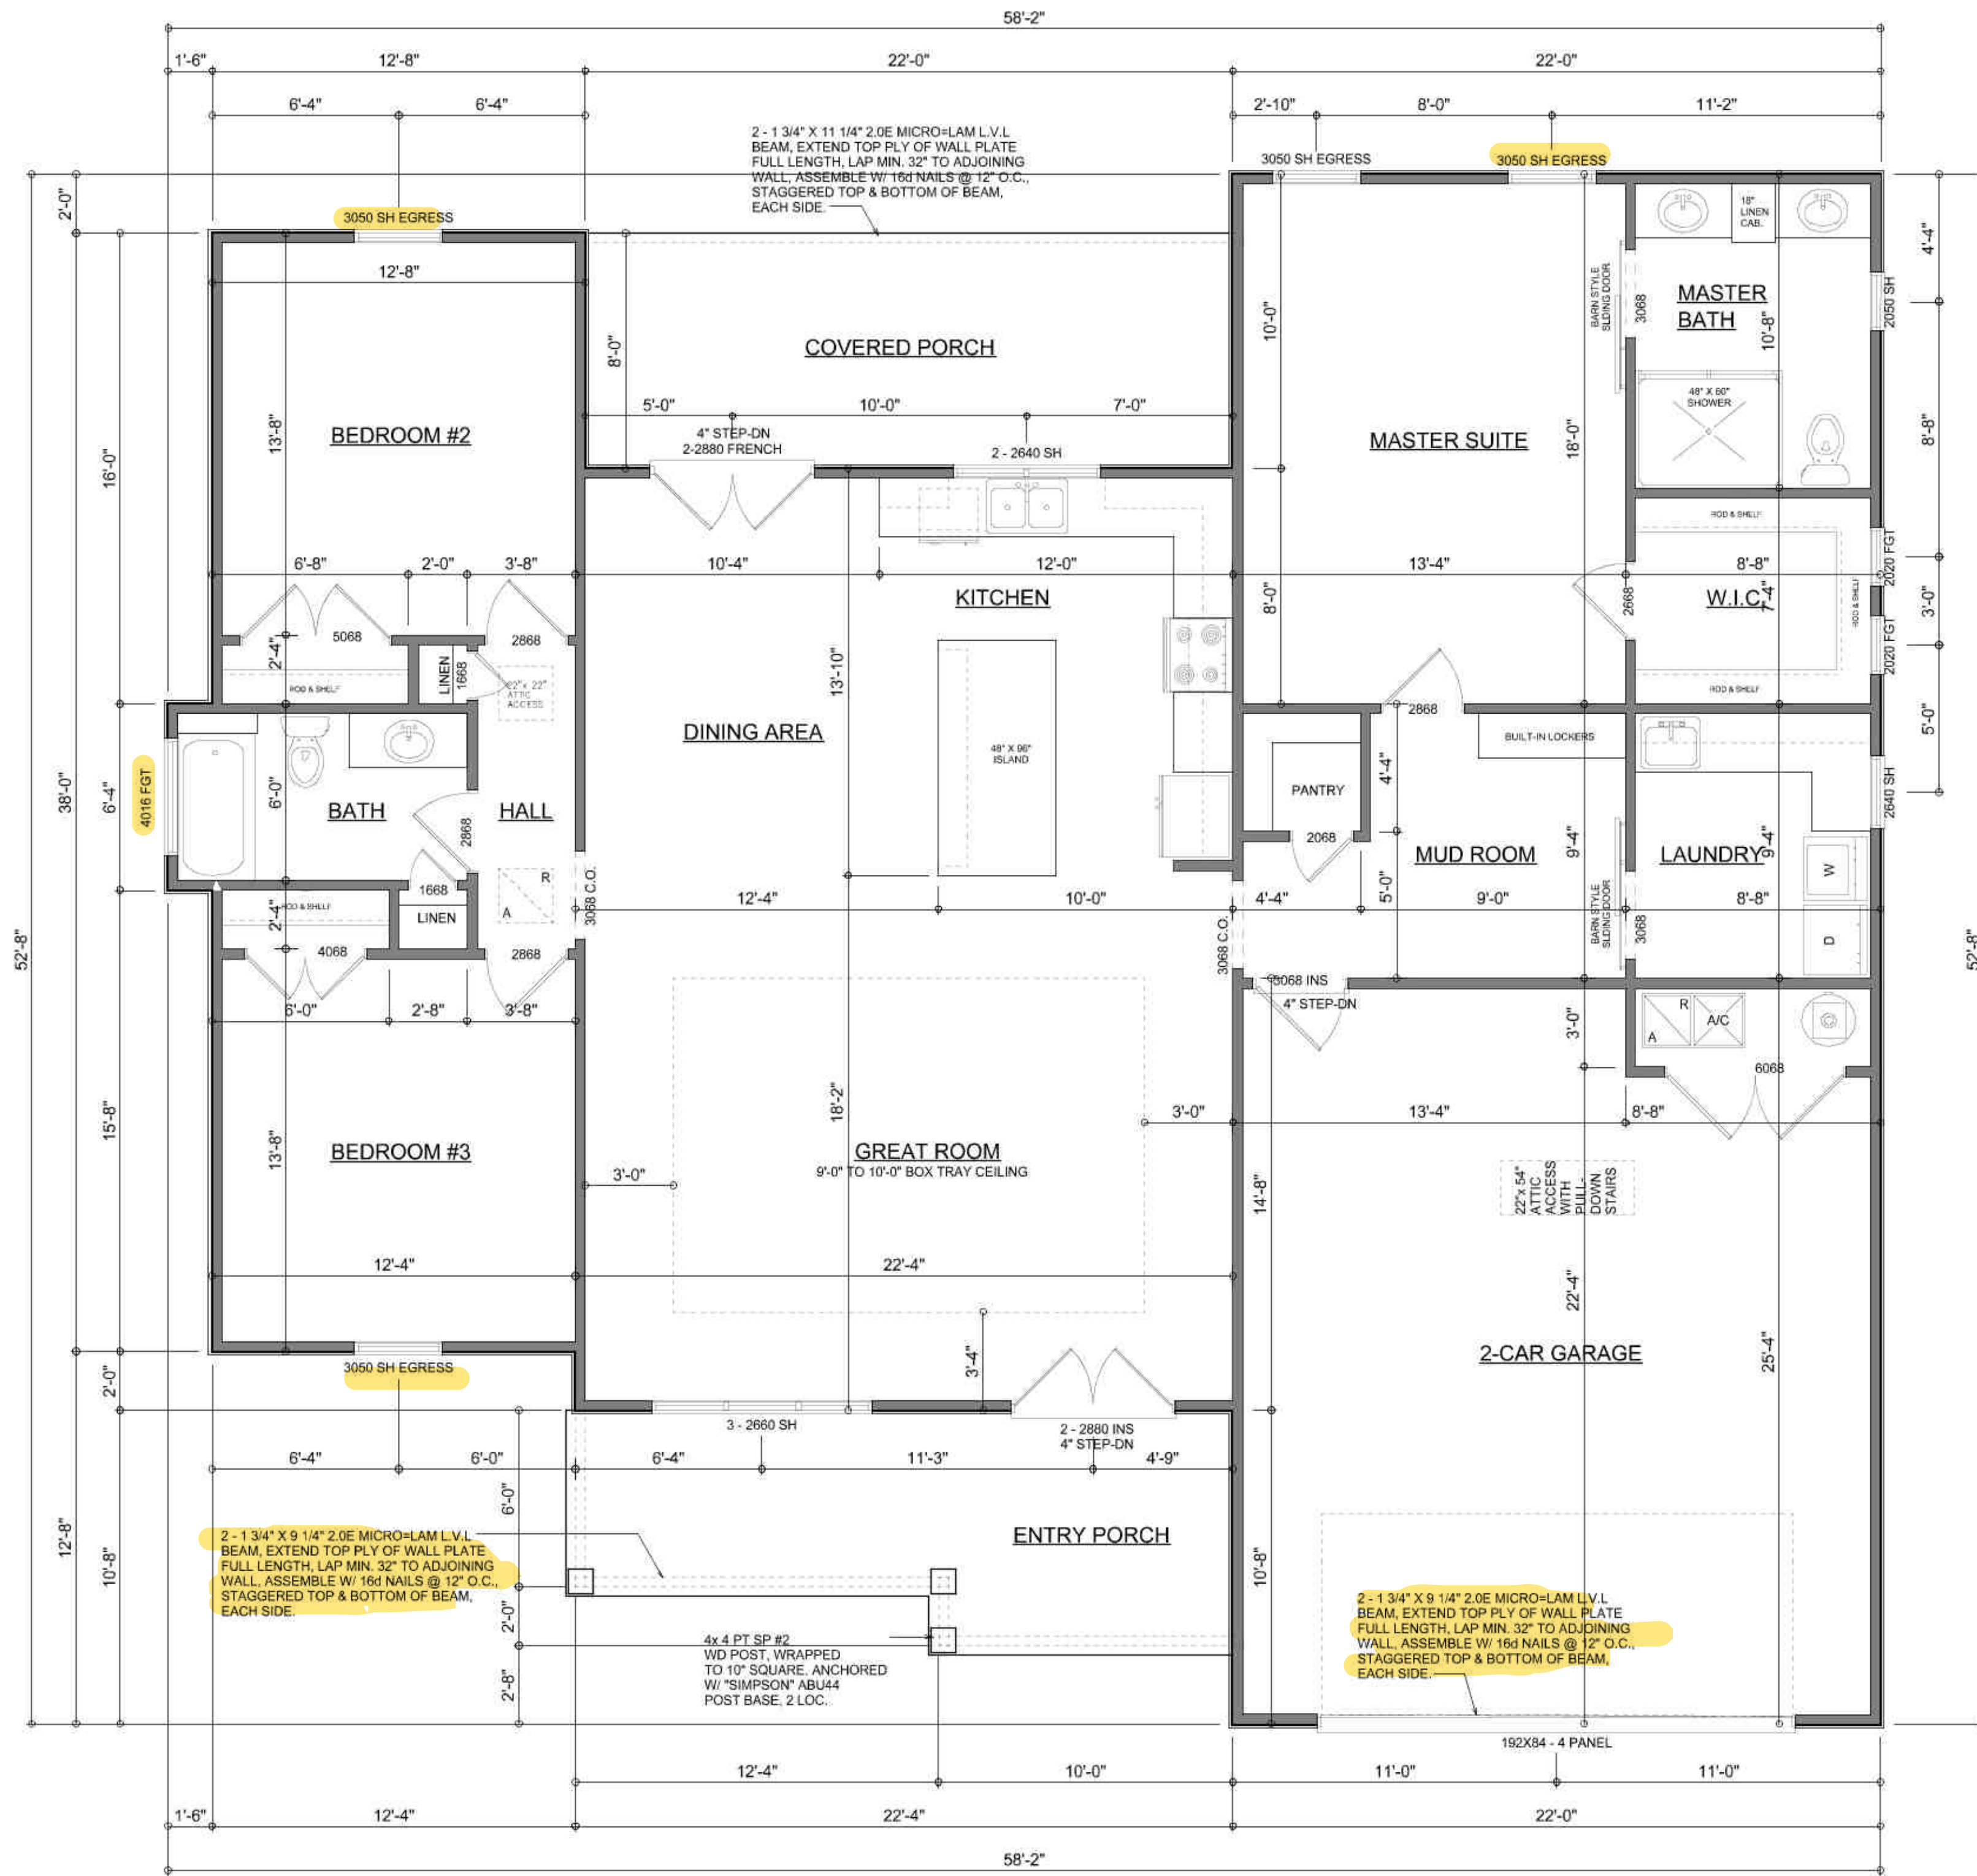 58'-2"
1'-6"
12'-8"
22'-0"
22'-0"
6'-4"
6'-4"
2'-10"
8'-0"
11'-2"
2 - 1 3/4" X 11 1/4" 2.0E MICRO=LAM L.V.L
BEAM, EXTEND TOP PLY OF WALL PLATE
FULL LENGTH, LAP MIN. 32" TO ADJOINING
WALL, ASSEMBLE W/ 16d NAILS @ 12" O.C.,
STAGGERED TOP & BOTTOM OF BEAM,
EACH SIDE.
3050 SH EGRESS
3050 SH EGRESS
2'-0"
3050 SH EGRESS
18"
LINEN
CAB.
4'-4"
12'-8"
BARN STYLE
SLDING DOOR
3068
MASTER
BATH
2050 SH
10'-0"
10'-8"
8'-0"
COVERED PORCH
5'-0"
10'-0"
7'-0"
48" X 60"
SHOWER
13'-8"
BEDROOM #2
4" STEP-DN
2-2880 FRENCH
2 - 2640 SH
MASTER SUITE
18'-0"
8'-8"
16'-0"
ROD & SHELF
6'-8"
2'-0"
3'-8"
10'-4"
12'-0"
13'-4"
8'-8"
2020 FGT
KITCHEN
8'-0"
2668
W.I.C.
7'-4"
ROD & SHELF
3'-0"
5068
2868
2020 FGT
2'-4"
LINEN
1668
22"x 22"
ATTIC
ACCESS
ROD & SHELF
13'-10"
ROD & SHELF
2868
5'-0"
DINING AREA
48" X 96"
ISLAND
BUILT-IN LOCKERS
4016 FGT
38'-0"
6'-4"
6'-0"
BATH
HALL
2868
PANTRY
4'-4"
2640 SH
2068
MUD ROOM
9'-4"
LAUNDRY
9'-4"
W
1668
R
A
3068 C.O.
ROD & SHELF
2'-4"
LINEN
12'-4"
10'-0"
4'-4"
5'-0"
9'-0"
BARN STYLE
SLDING DOOR
3068
8'-8"
D
52'-8"
52'-8"
4068
2868
3068 C.O.
3068 INS
4" STEP-DN
6'-0"
2'-8"
3'-8"
3'-0"
R
A
A/C
6068
15'-8"
18'-2"
3'-0"
13'-4"
8'-8"
13'-8"
BEDROOM #3
GREAT ROOM
9'-0" TO 10'-0" BOX TRAY CEILING
3'-0"
14'-8"
22"x 54"
ATTIC
ACCESS
WITH
PULL-
DOWN
STAIRS
12'-4"
22'-4"
22'-4"
3050 SH EGRESS
2'-0"
3'-4"
2-CAR GARAGE
25'-4"
3 - 2660 SH
2 - 2880 INS
4" STEP-DN
6'-4"
6'-0"
6'-4"
11'-3"
4'-9"
6'-0"
12'-8"
10'-8"
2 - 1 3/4" X 9 1/4" 2.0E MICRO=LAM L.V.L
BEAM, EXTEND TOP PLY OF WALL PLATE
FULL LENGTH, LAP MIN. 32" TO ADJOINING
WALL, ASSEMBLE W/ 16d NAILS @ 12" O.C.,
STAGGERED TOP & BOTTOM OF BEAM,
EACH SIDE.
ENTRY PORCH
10'-8"
2'-0"
2 - 1 3/4" X 9 1/4" 2.0E MICRO=LAM L.V.L
BEAM, EXTEND TOP PLY OF WALL PLATE
FULL LENGTH, LAP MIN. 32" TO ADJOINING
WALL, ASSEMBLE W/ 16d NAILS @ 12" O.C.,
STAGGERED TOP & BOTTOM OF BEAM,
EACH SIDE.
4x 4 PT SP #2
WD POST, WRAPPED
TO 10" SQUARE, ANCHORED
W/ "SIMPSON" ABU44
POST BASE, 2 LOC.
2'-8"
192X84 - 4 PANEL
12'-4"
10'-0"
11'-0"
11'-0"
1'-6"
12'-4"
22'-4"
22'-0"
58'-2"